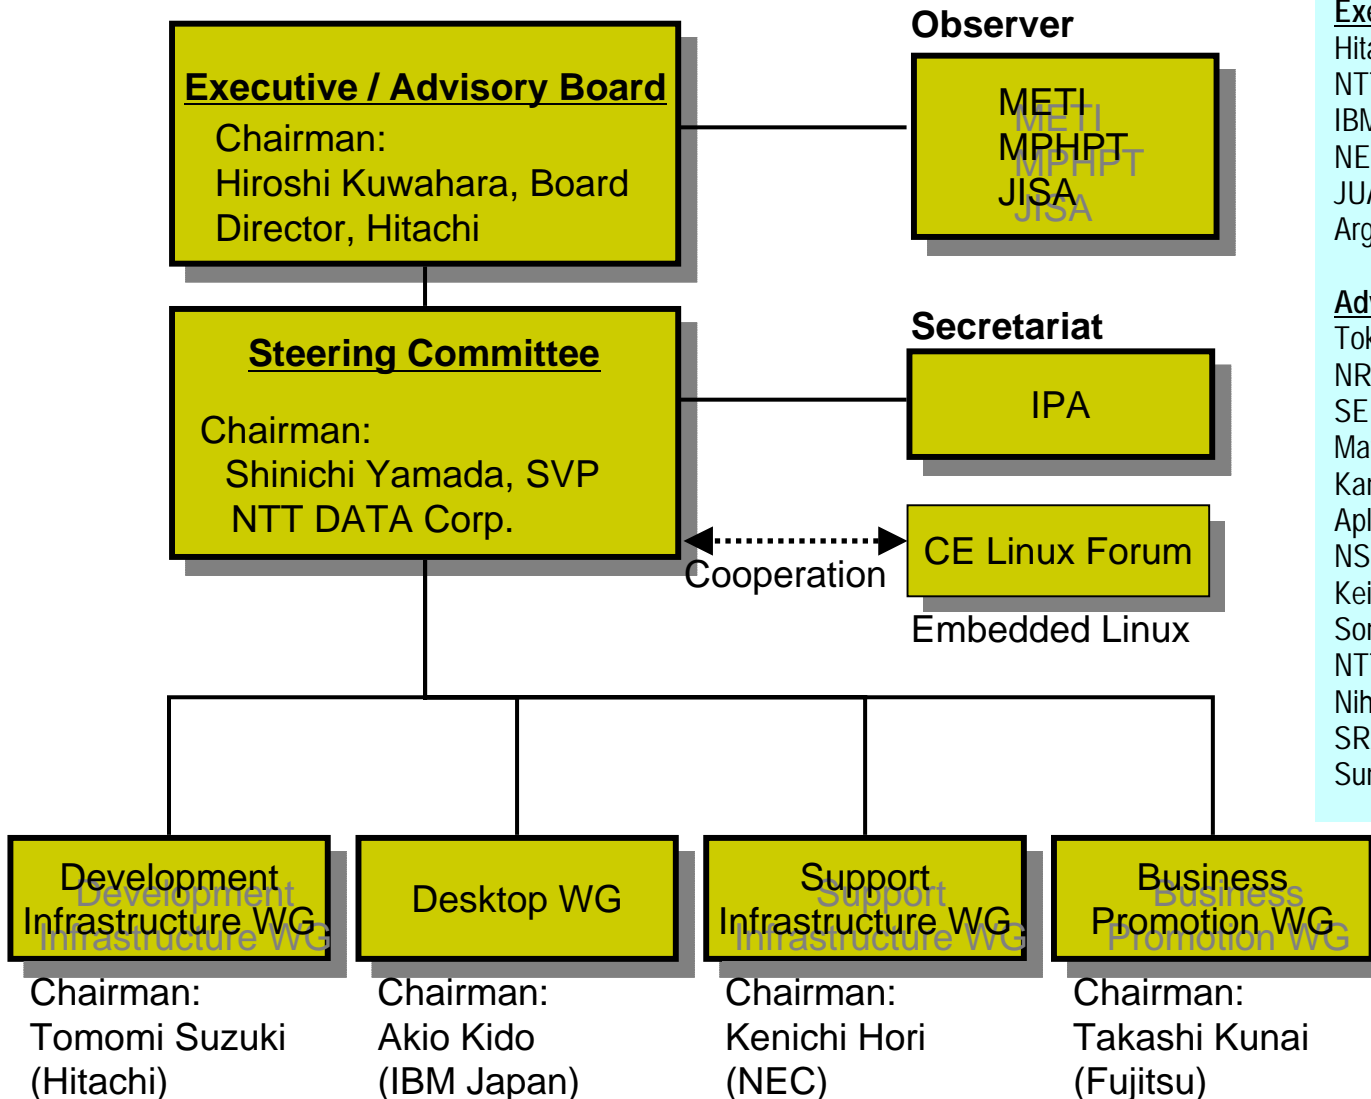 Executive / Advisory Board
Chairman:
Hiroshi Kuwahara, Board
Director, Hitachi
Observer
METI
MPHPT
JISA
Steering Committee
Chairman:
Shinichi Yamada, SVP
NTT DATA Corp.
Secretariat
IPA
Cooperation
CE Linux Forum
Embedded Linux
Development
Infrastructure WG
Chairman:
Tomomi Suzuki
(Hitachi)
Desktop WG
Chairman:
Akio Kido
(IBM Japan)
Support
Infrastructure WG
Chairman:
Kenichi Hori
(NEC)
Business
Promotion WG
Chairman:
Takashi Kunai
(Fujitsu)